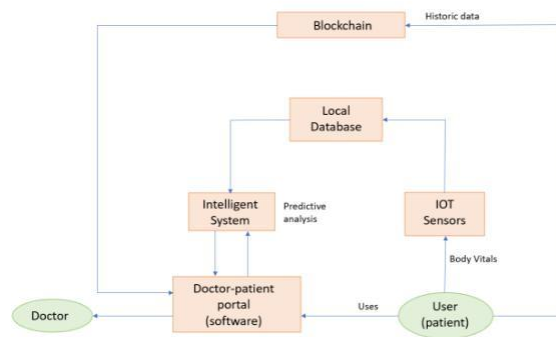 Historic data
Blockchain
Local
Database
Intelligent
System
Predictive
analysis
IOT
Sensors
Body Vitals
Doctor-patient
portal
(software)
Doctor
Uses
User
(patient)